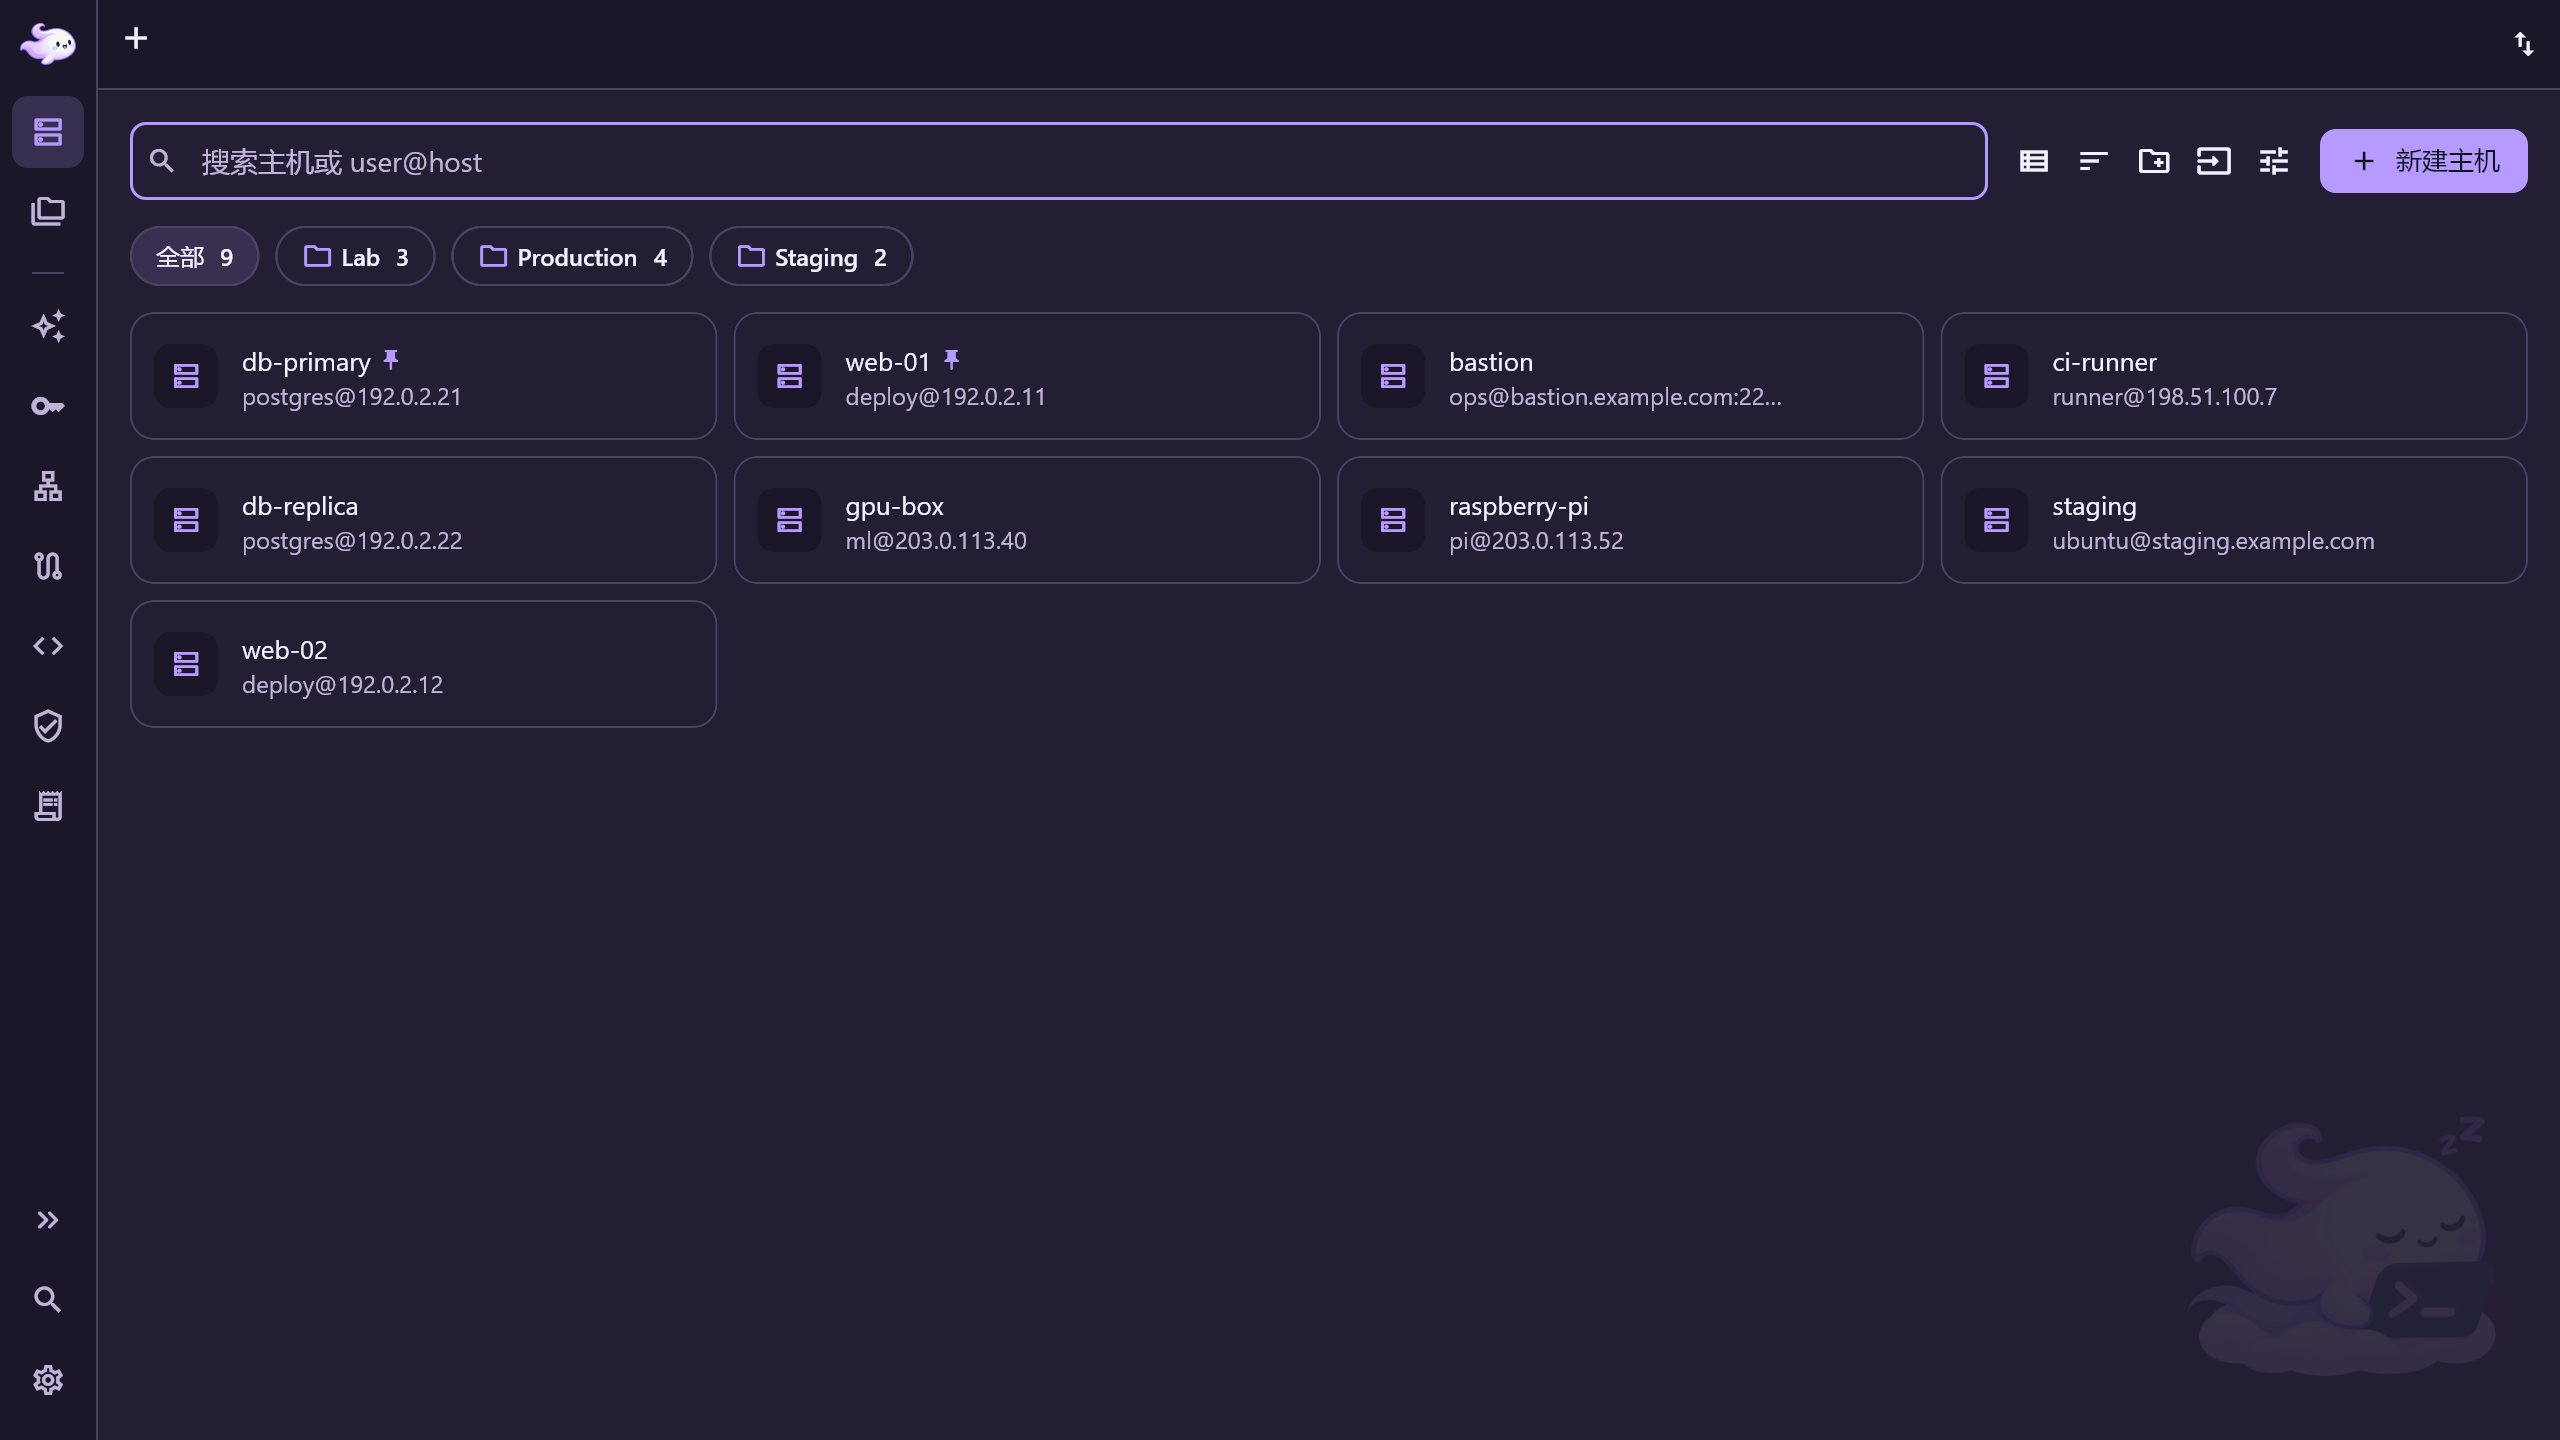 搜索主机或 user@host
新建主机
全部 9
Lab 3
Production 4
Staging 2
db-primary
postgres@192.0.2.21
web-01
deploy@192.0.2.11
bastion
ops@bastion.example.com:22...
ci-runner
runner@198.51.100.7
db-replica
postgres@192.0.2.22
gpu-box
ml@203.0.113.40
raspberry-pi
pi@203.0.113.52
staging
ubuntu@staging.example.com
web-02
deploy@192.0.2.12
z Z
>_